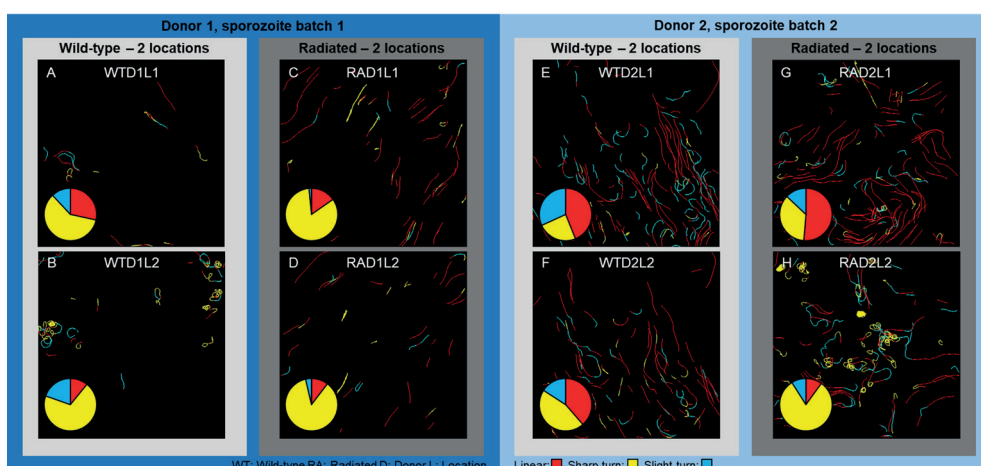 Donor 1, sporozoite batch 1
Wild-type – 2 locations
Radiated – 2 locations
A WTD1L1
C RAD1L1
B WTD1L2
D RAD1L2
Donor 2, sporozoite batch 2
Wild-type – 2 locations
Radiated – 2 locations
E WTD2L1
G RAD2L1
F WTD2L2
H RAD2L2
WT: Wild-type RA: Radiated D: Donor L: Location
Linear: Sharp turn: Slight turn: